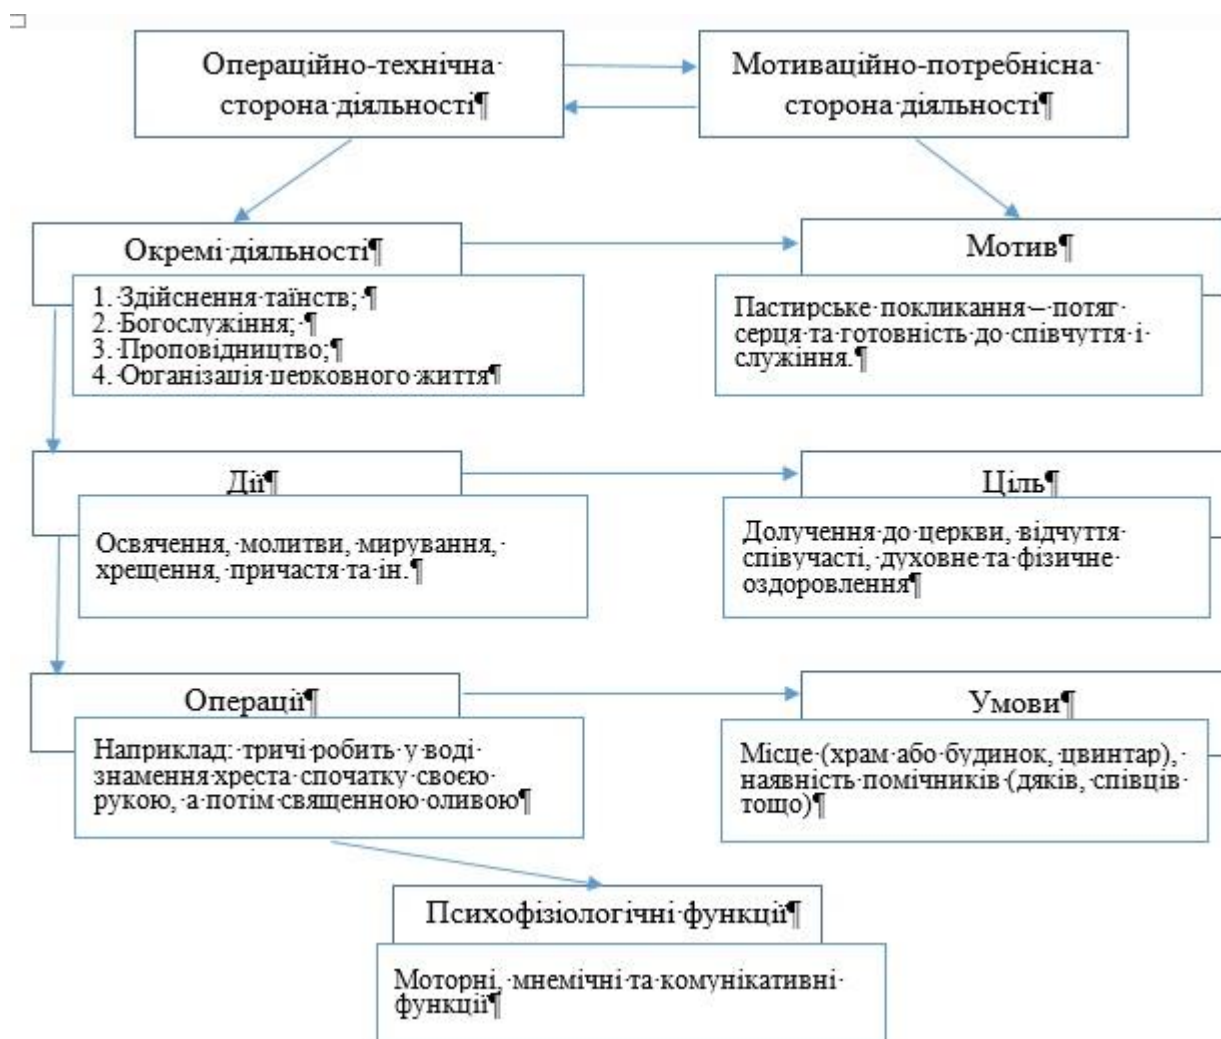 Операційно-технічна
сторона діяльності¶
Мотиваційно-потребнісна
сторона діяльності¶
Окремі діяльності¶
1. Здійснення таїнств; ¶
2. Богослужіння; ¶
3. Проповідництво;¶
4. Організація церковного життя¶
Мотив¶
Пастирське покликання – потяг
серця та готовність до співчуття і
служіння.¶
Дії¶
Освячення, молитви, мирування,
хрещення, причастя та ін.¶
Ціль¶
Долучення до церкви, відчуття
співучасті, духовне та фізичне
оздоровлення¶
Операції¶
Наприклад: тричі робить у воді
знамення хреста спочатку своєю
рукою, а потім священною оливою¶
Умови¶
Місце (храм або будинок, цвинтар),
наявність помічників (дяків, співців
тощо)¶
Психофізіологічні функції¶
Моторні, мнемічні та комунікативні
функції¶